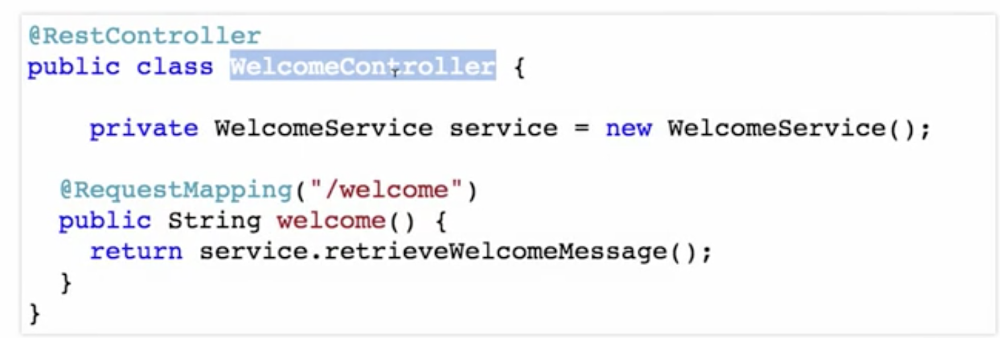 @RestController
public class WelcomeController {
private WelcomeService service = new WelcomeService();
@RequestMapping("/welcome")
public String welcome() {
return service.retrieveWelcomeMessage();
}
}